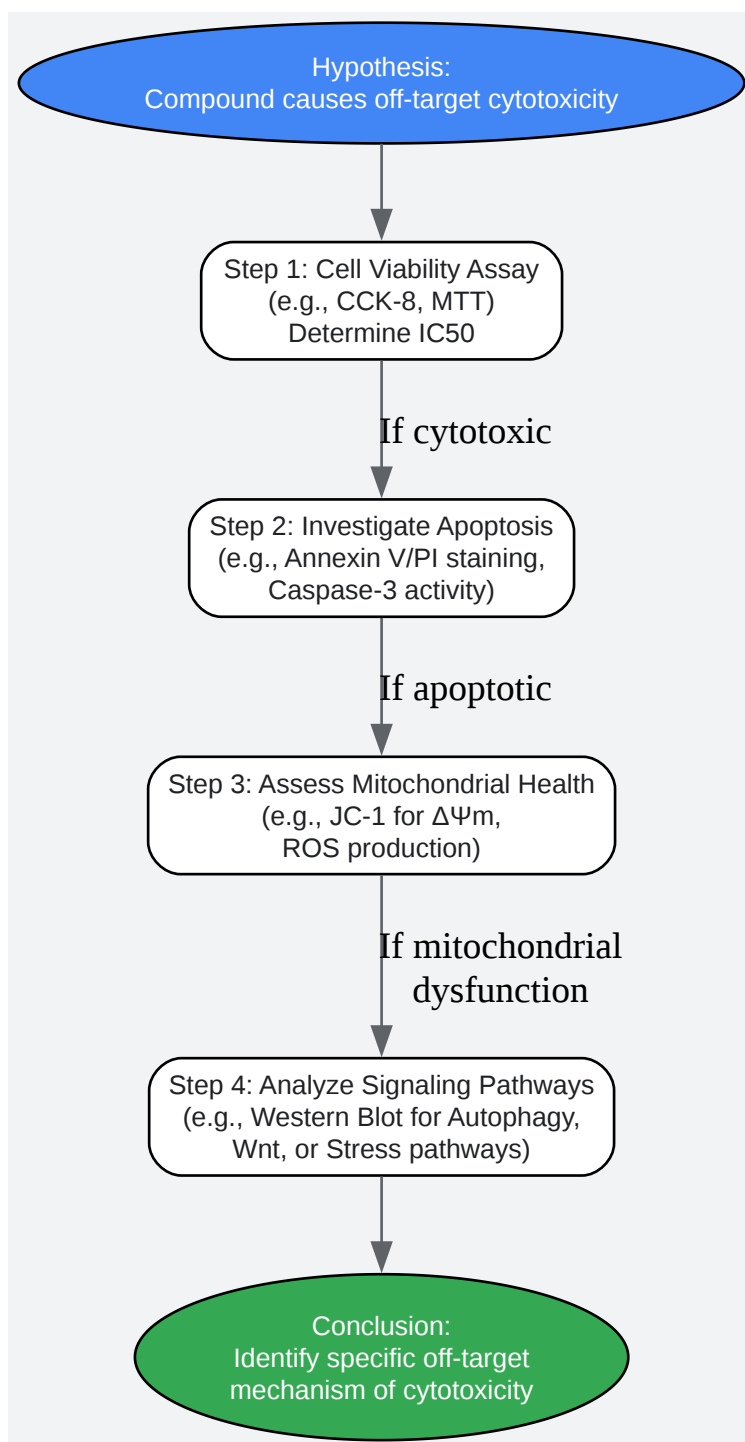 Hypothesis:
Compound causes off-target cytotoxicity
Step 1: Cell Viability Assay
(e.g., CCK-8, MTT)
Determine IC50
If cytotoxic
Step 2: Investigate Apoptosis
(e.g., Annexin V/PI staining,
Caspase-3 activity)
If apoptotic
Step 3: Assess Mitochondrial Health
(e.g., JC-1 for ΔΨm,
ROS production)
If mitochondrial
dysfunction
Step 4: Analyze Signaling Pathways
(e.g., Western Blot for Autophagy,
Wnt, or Stress pathways)
Conclusion:
Identify specific off-target
mechanism of cytotoxicity